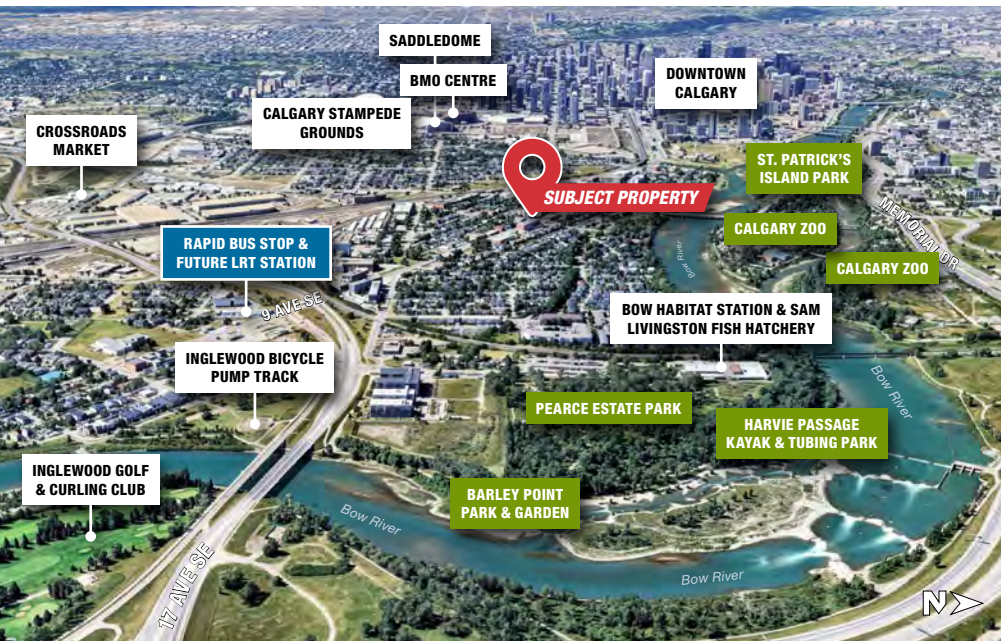 SADDLEDOME
BMO CENTRE
DOWNTOWN
CALGARY
CALGARY STAMPEDE
GROUNDS
CROSSROADS
MARKET
ST. PATRICK'S
ISLAND PARK
SUBJECT PROPERTY
MEMORIAL DR
CALGARY ZOO
RAPID BUS STOP &
FUTURE LRT STATION
Bow River
CALGARY ZOO
9 AVE SE
BOW HABITAT STATION & SAM
LIVINGSTON FISH HATCHERY
INGLEWOOD BICYCLE
PUMP TRACK
Bow River
PEARCE ESTATE PARK
HARVIE PASSAGE
KAYAK & TUBING PARK
INGLEWOOD GOLF
& CURLING CLUB
BARLEY POINT
PARK & GARDEN
Bow River
17 AVE SE
Bow River
N